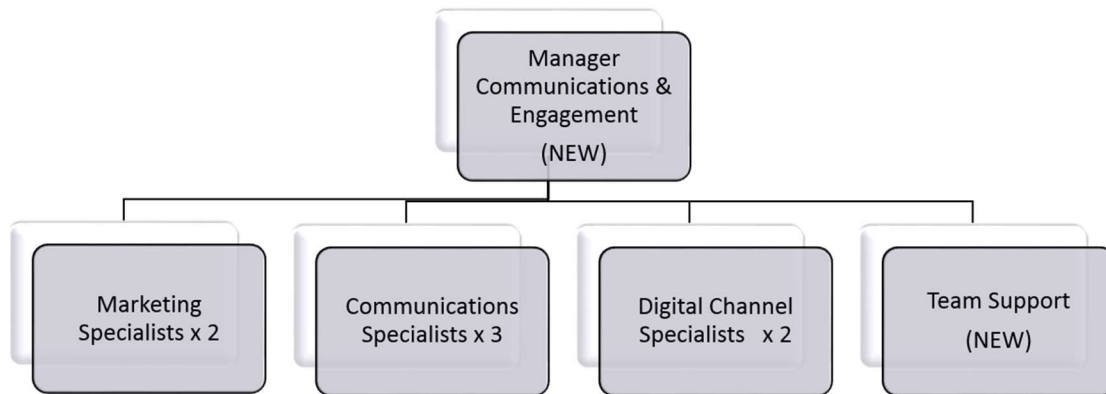 Manager
Communications &
Engagement
(NEW)
Marketing
Specialists x 2
Communications
Specialists x 3
Digital Channel
Specialists x 2
Team Support
(NEW)